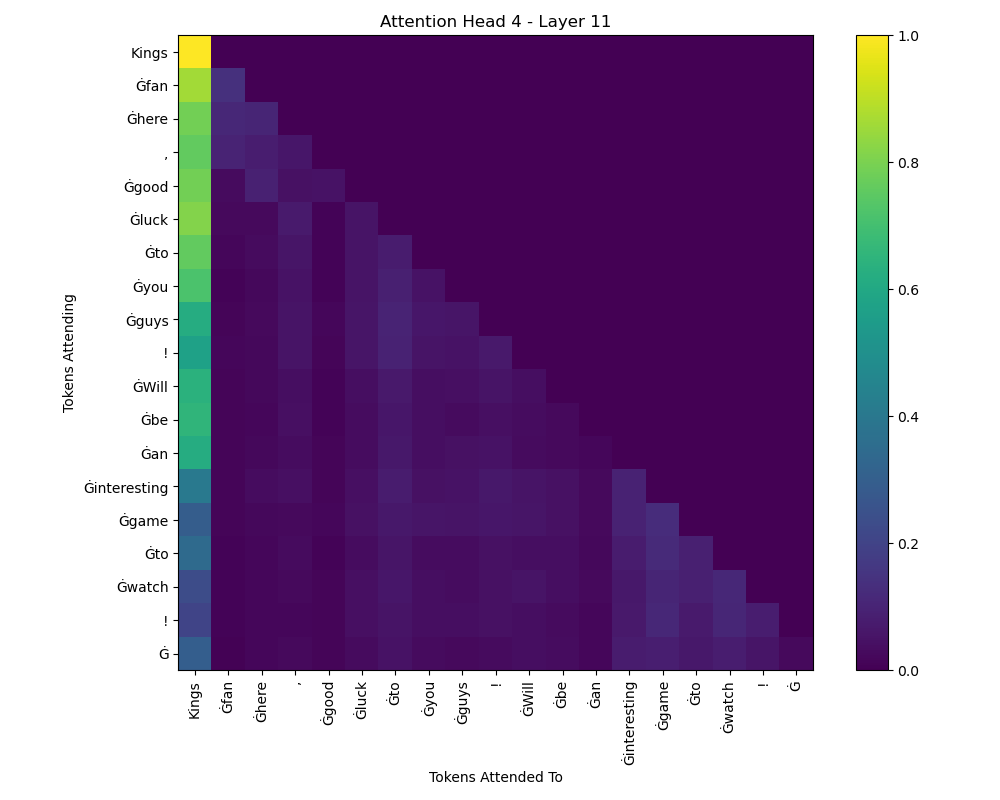 Attention Head 4 - Layer 11
Kings
Ġfan
Ġhere
,
Ġgood
Ġluck
Ġto
Ġyou
Ġguys
!
ĠWill
Ġbe
Ġan
Ġinteresting
Ġgame
Ġto
Ġwatch
!
Ġ
Tokens Attending
Kings
Ġfan
Ġhere
,
Ġgood
Ġluck
Ġto
Ġyou
Ġguys
!
ĠWill
Ġbe
Ġan
Ġinteresting
Ġgame
Ġto
Ġwatch
!
Ġ
Tokens Attended To
1.0
0.8
0.6
0.4
0.2
0.0